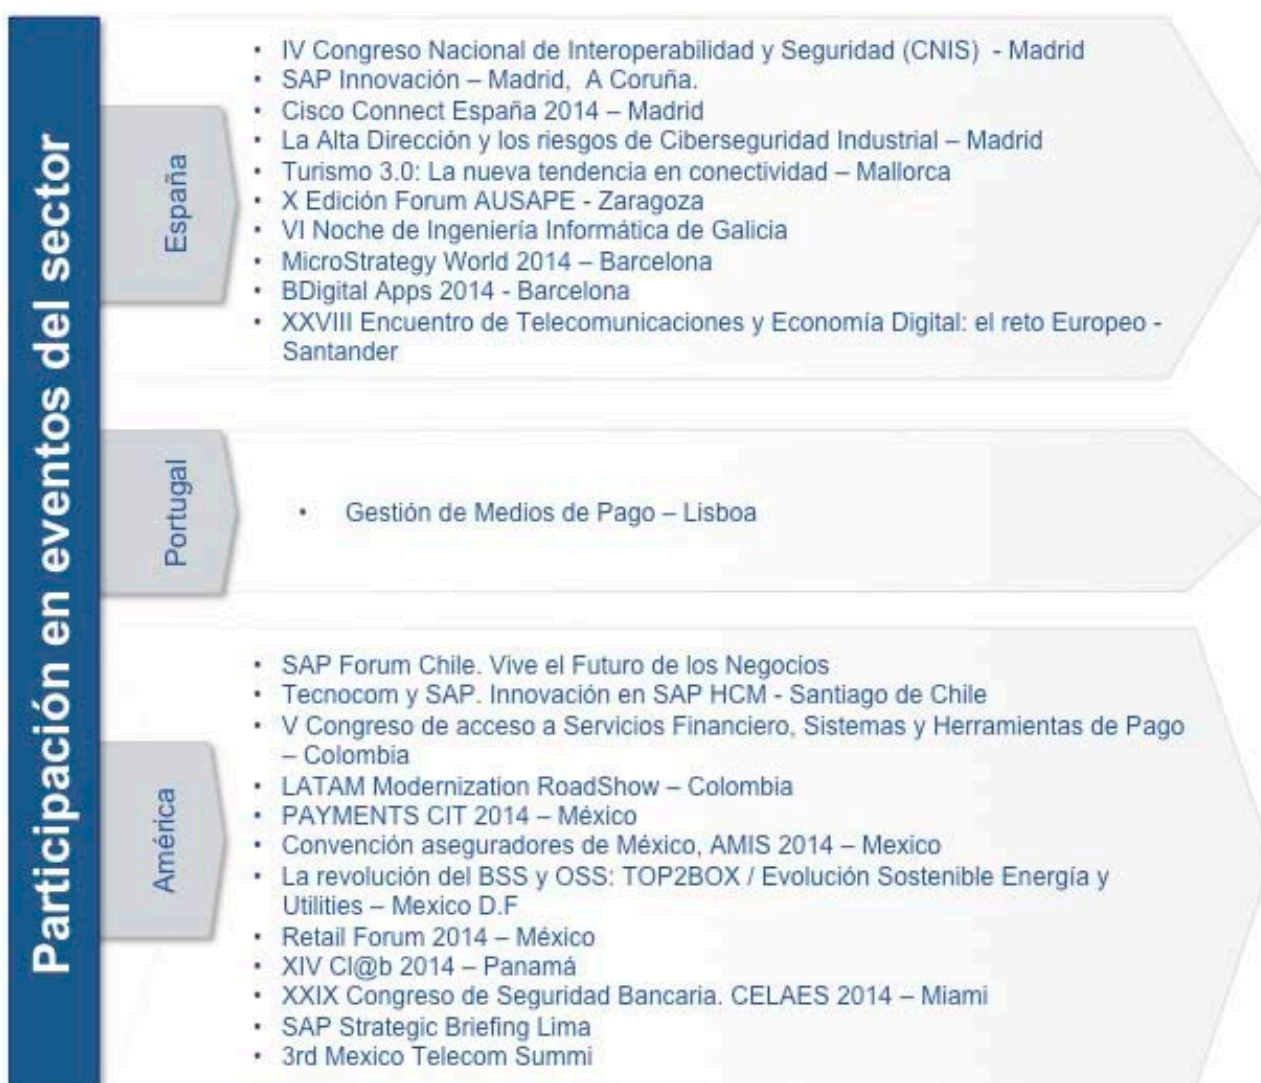 Participación en eventos del sector
España
• IV Congreso Nacional de Interoperabilidad y Seguridad (CNIS)  - Madrid
• SAP Innovación – Madrid,  A Coruña.
• Cisco Connect España 2014 – Madrid
• La Alta Dirección y los riesgos de Ciberseguridad Industrial – Madrid
• Turismo 3.0: La nueva tendencia en conectividad – Mallorca
• X Edición Forum AUSAPE - Zaragoza
• VI Noche de Ingeniería Informática de Galicia
• MicroStrategy World 2014 – Barcelona
• BDigital Apps 2014 - Barcelona
• XXVIII Encuentro de Telecomunicaciones y Economía Digital: el reto Europeo -
Santander
Portugal
• Gestión de Medios de Pago – Lisboa
América
• SAP Forum Chile. Vive el Futuro de los Negocios
• Tecnocom y SAP. Innovación en SAP HCM - Santiago de Chile
• V Congreso de acceso a Servicios Financiero, Sistemas y Herramientas de Pago
– Colombia
• LATAM Modernization RoadShow – Colombia
• PAYMENTS CIT 2014 – México
• Convención aseguradores de México, AMIS 2014 – Mexico
• La revolución del BSS y OSS: TOP2BOX / Evolución Sostenible Energía y
Utilities – Mexico D.F
• Retail Forum 2014 – México
• XIV Cl@b 2014 – Panamá
• XXIX Congreso de Seguridad Bancaria. CELAES 2014 – Miami
• SAP Strategic Briefing Lima
• 3rd Mexico Telecom Summi